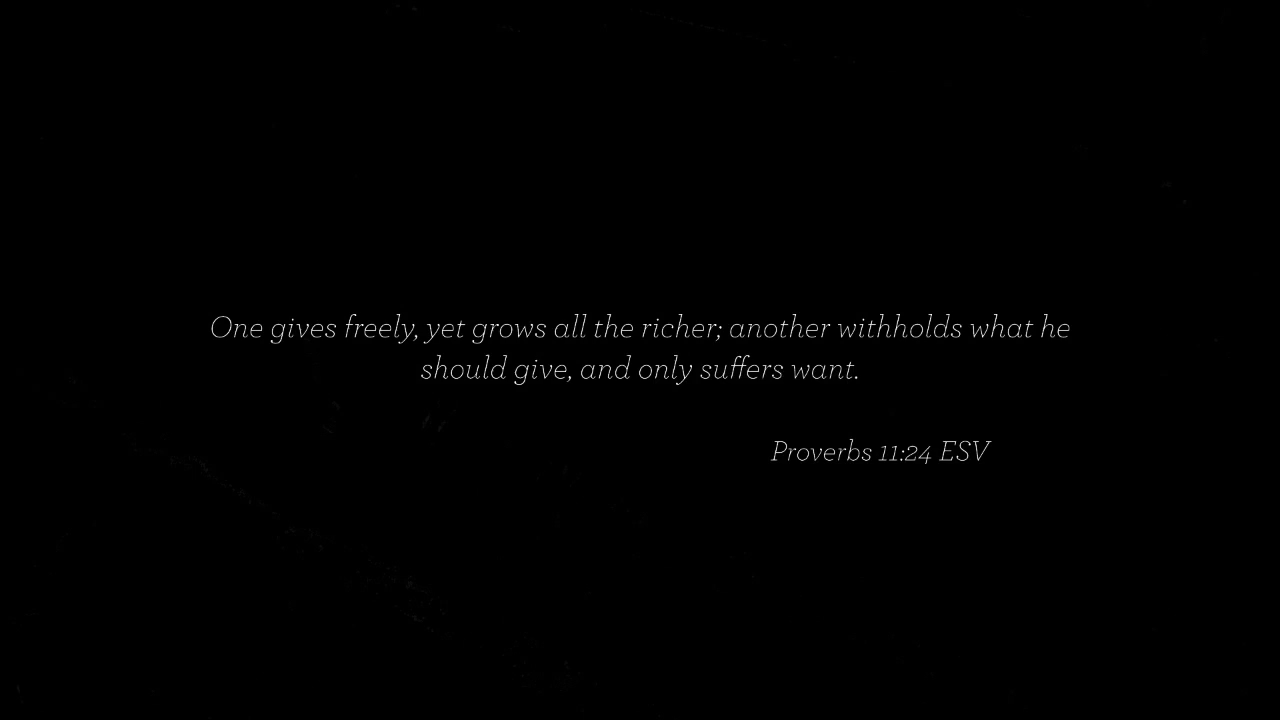 One gives freely, yet grows all the richer; another withholds what he
should give, and only suffers want.
Proverbs 11:24 ESV